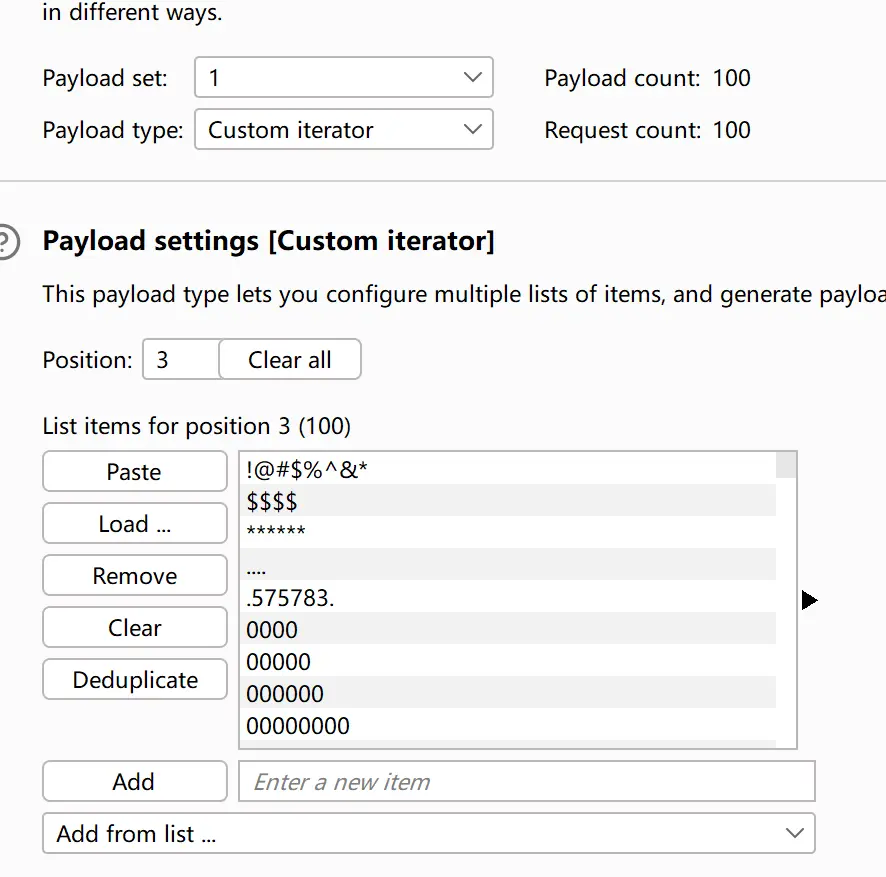 in different ways.
Payload set: 1 Payload count: 100
Payload type: Custom iterator Request count: 100
? Payload settings [Custom iterator]
This payload type lets you configure multiple lists of items, and generate payloa
Position: 3 Clear all
List items for position 3 (100)
Paste
Load ...
Remove
Clear
Deduplicate
!@#$%^&*
$$$$
******
....
.575783.
0000
00000
000000
00000000
Add Enter a new item
Add from list ...